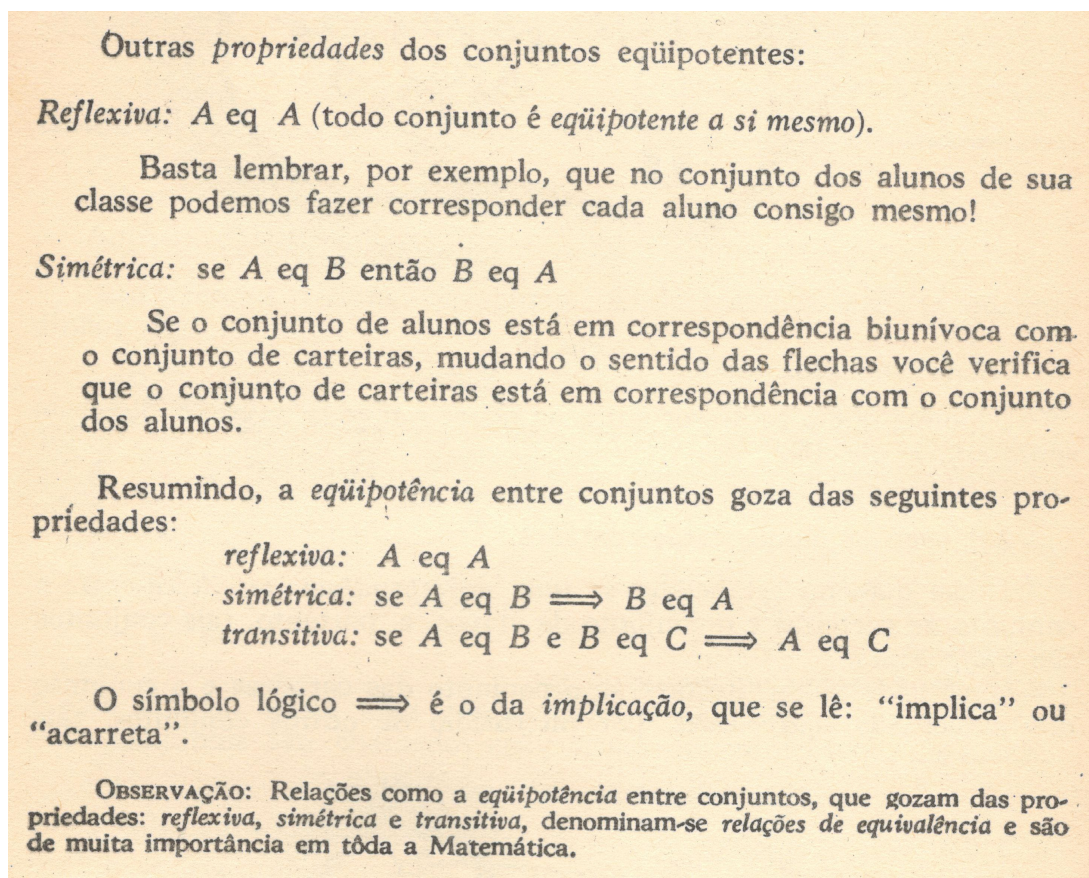 Outras propriedades dos conjuntos eqüipotentes:
Reflexiva: A eq A (todo conjunto é eqüipotente a si mesmo).
Basta lembrar, por exemplo, que no conjunto dos alunos de sua
classe podemos fazer corresponder cada aluno consigo mesmo!
Simétrica: se A eq B então B eq A
Se o conjunto de alunos está em correspondência biunívoca com
o conjunto de carteiras, mudando o sentido das flechas você verifica
que o conjunto de carteiras está em correspondência com o conjunto
dos alunos.
Resumindo, a eqüipotência entre conjuntos goza das seguintes pro-
priedades:
reflexiva: A eq A
simétrica: se A eq B ⟹ B eq A
transitiva: se A eq B e B eq C ⟹ A eq C
O símbolo lógico ⟹ é o da implicação, que se lê: “implica” ou
“acarreta”.
OBSERVAÇÃO: Relações como a eqüipotência entre conjuntos, que gozam das pro-
priedades: reflexiva, simétrica e transitiva, denominam-se relações de equivalência e são
de muita importância em tôda a Matemática.